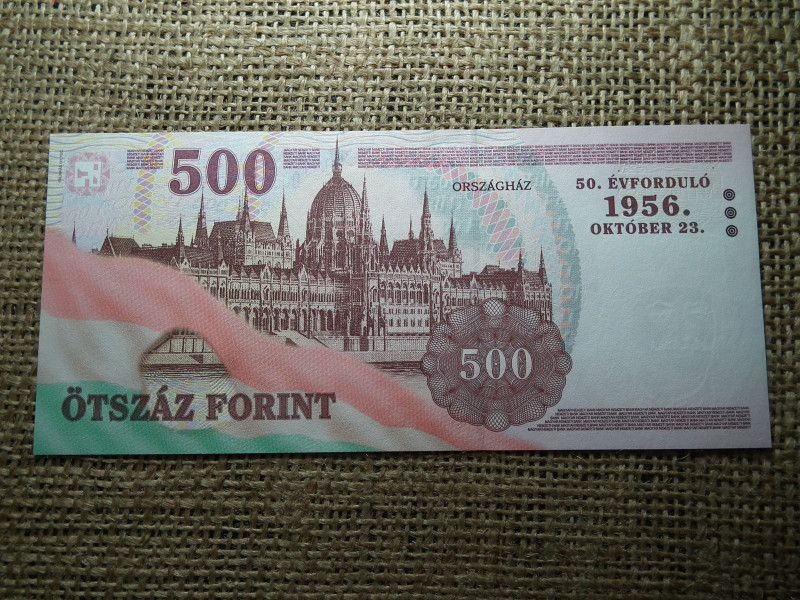 500
ORSZÁGHÁZ
50. ÉVFORDULÓ
1956.
OKTÓBER 23.
500
ÖTSZÁZ FORINT